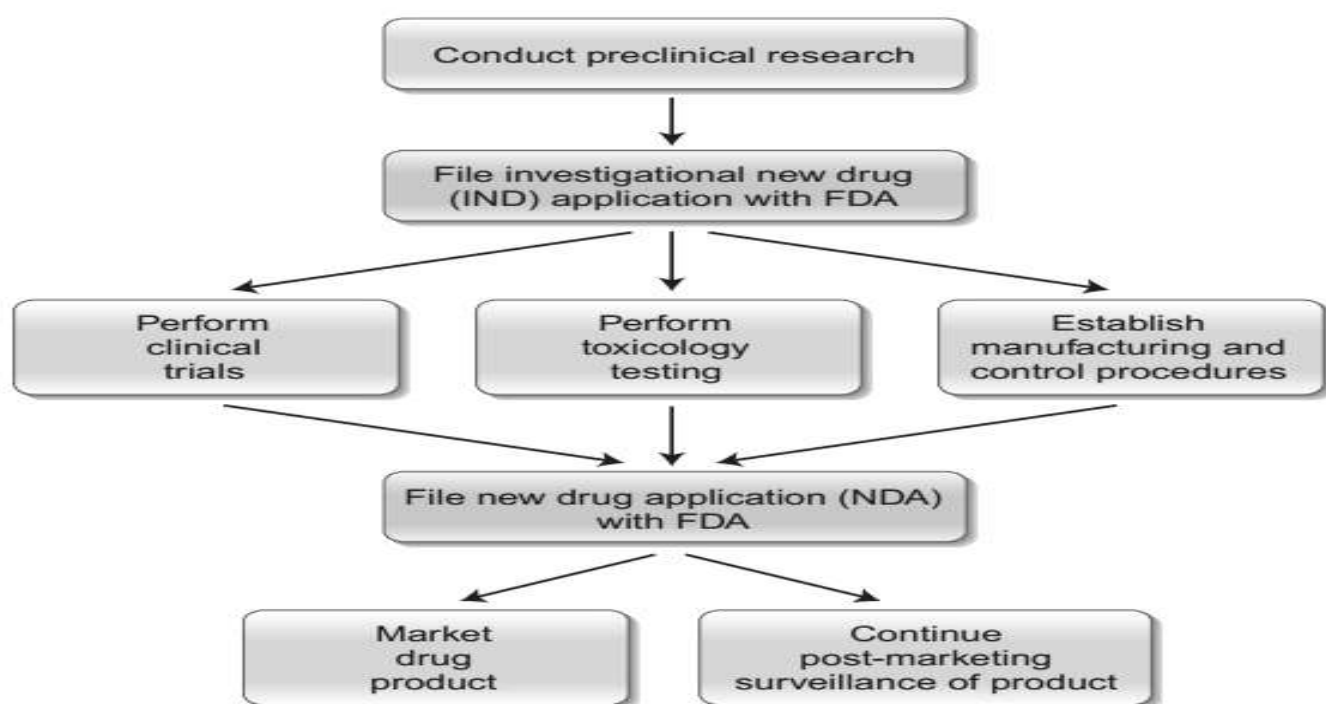 Conduct preclinical research
File investigational new drug
(IND) application with FDA
Perform
clinical
trials
Perform
toxicology
testing
Establish
manufacturing and
control procedures
File new drug application (NDA)
with FDA
Market
drug
product
Continue
post-marketing
surveillance of product